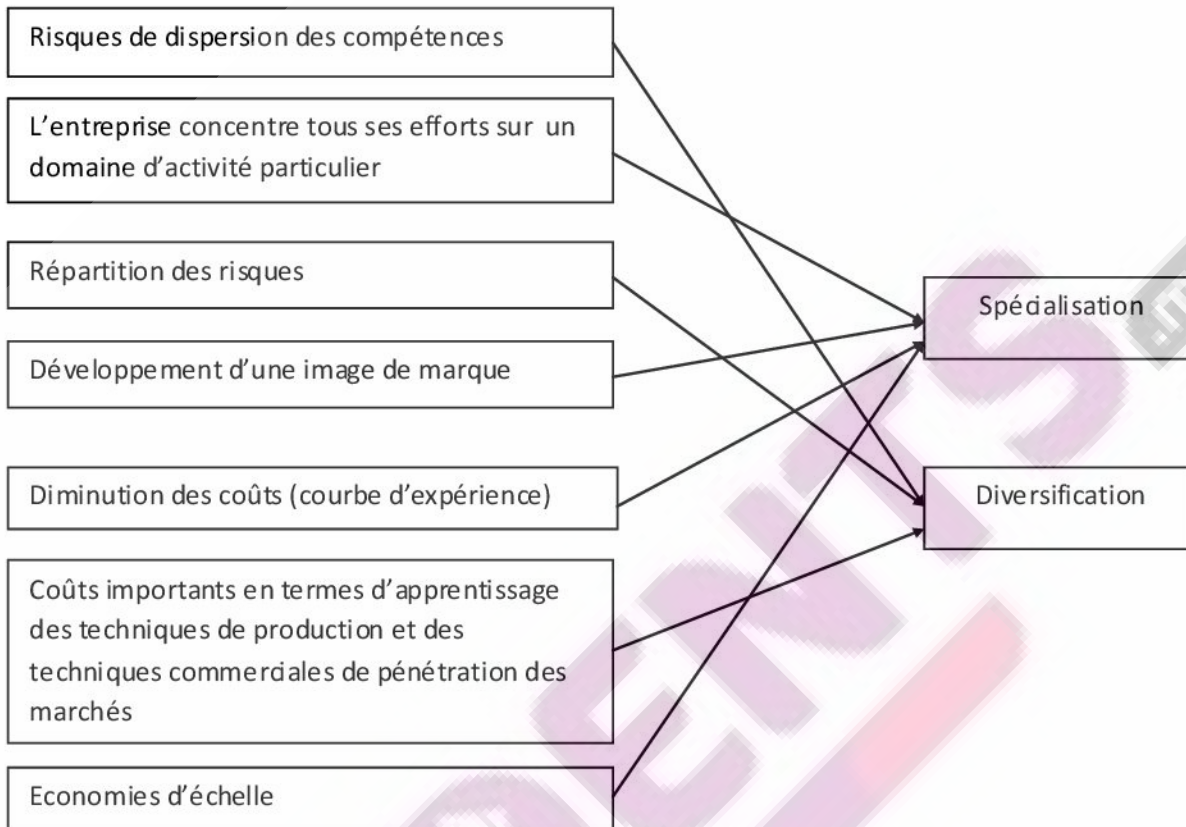 Risques de dispersion des compétences
L'entreprise concentre tous ses efforts sur un
domaine d'activité particulier
Répartition des risques
Développement d'une image de marque
Diminution des coûts (courbe d'expérience)
Coûts importants en termes d'apprentissage
des techniques de production et des
techniques commerciales de pénétration des
marchés
Economies d'échelle
Spécialisation
Diversification